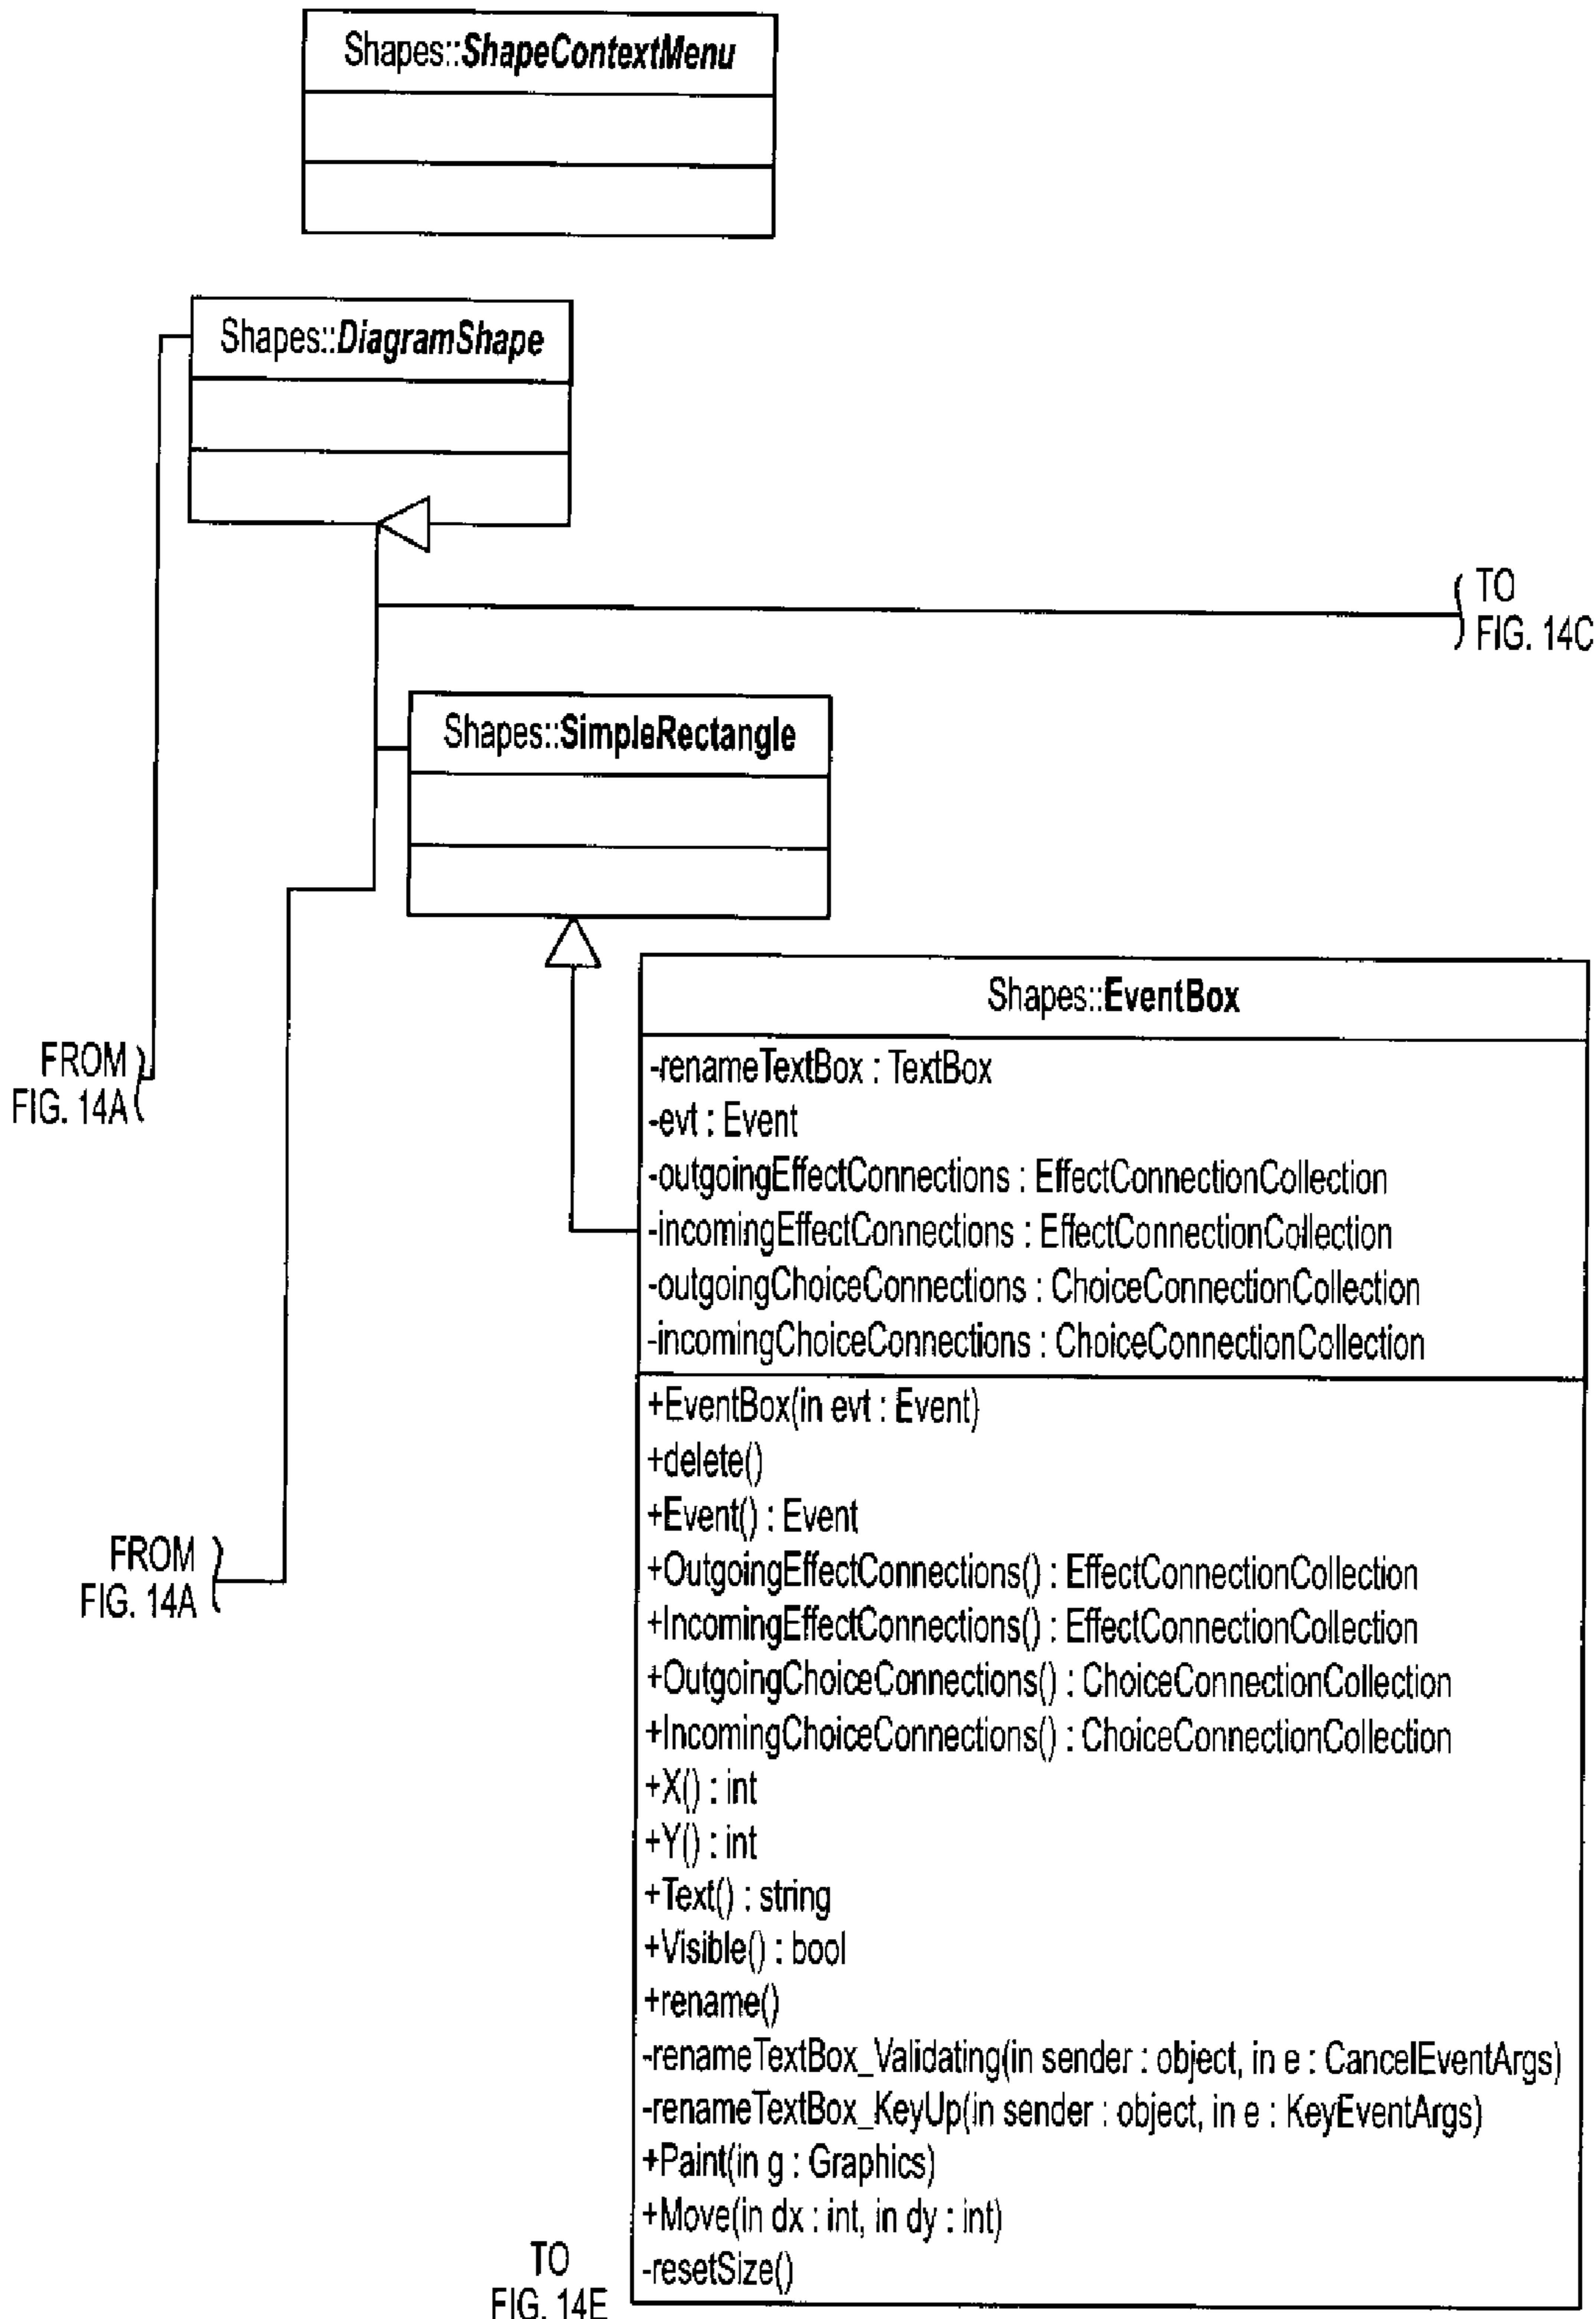 Shapes::ShapeContextMenu
Shapes::DiagramShape
TO
FIG. 14C
Shapes::SimpleRectangle
FROM
FIG. 14A
Shapes::EventBox
-renameTextBox : TextBox
-evt : Event
-outgoingEffectConnections : EffectConnectionCollection
-incomingEffectConnections : EffectConnectionCollection
-outgoingChoiceConnections : ChoiceConnectionCollection
-incomingChoiceConnections : ChoiceConnectionCollection
+EventBox(in evt : Event)
+delete()
+Event() : Event
+OutgoingEffectConnections() : EffectConnectionCollection
+IncomingEffectConnections() : EffectConnectionCollection
+OutgoingChoiceConnections() : ChoiceConnectionCollection
+IncomingChoiceConnections() : ChoiceConnectionCollection
+X() : int
+Y() : int
+Text() : string
+Visible() : bool
+rename()
-renameTextBox_Validating(in sender : object, in e : CancelEventArgs)
-renameTextBox_KeyUp(in sender : object, in e : KeyEventArgs)
+Paint(in g : Graphics)
+Move(in dx : int, in dy : int)
-resetSize()
FROM
FIG. 14A
TO
FIG. 14E